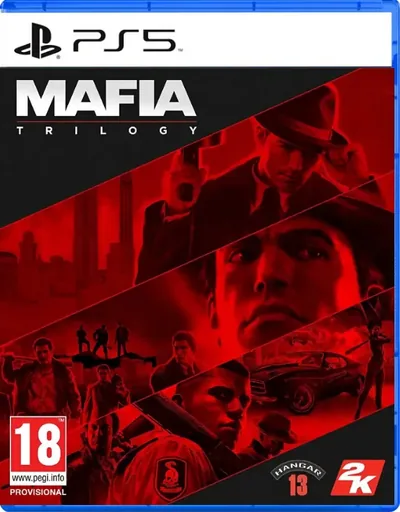 PS5
MAFIA
TRILOGY
18
www.pegi.info
PROVISIONAL
HANGAR
13
2K